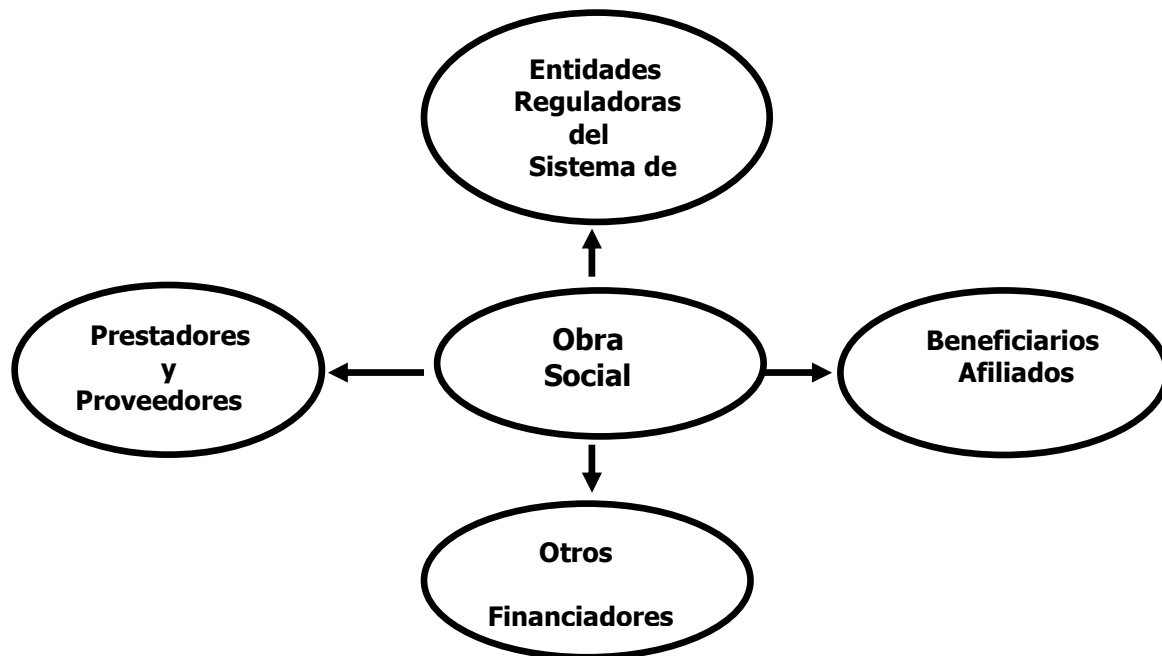 Entidades
Reguladoras
del
Sistema de
Prestadores
y
Proveedores
Obra
Social
Beneficiarios
Afiliados
Otros
Financiadores